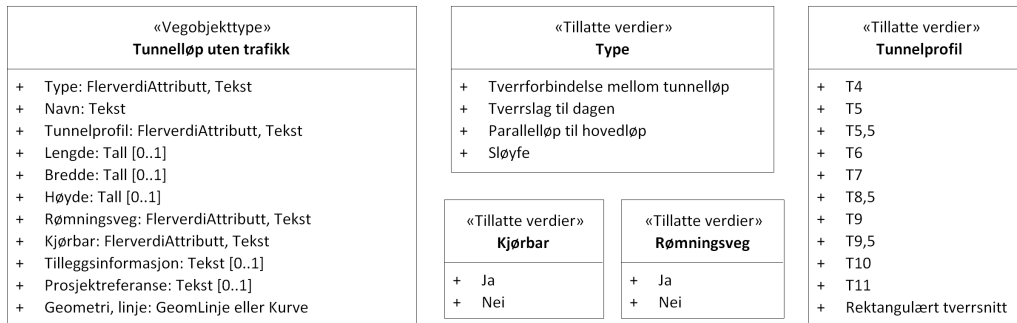 «Vegobjekttype»
Tunnelløp uten trafikk
+ Type: FlerverdiAttributt, Tekst
+ Navn: Tekst
+ Tunnelprofil: FlerverdiAttributt, Tekst
+ Lengde: Tall [0..1]
+ Bredde: Tall [0..1]
+ Høyde: Tall [0..1]
+ Rømningsveg: FlerverdiAttributt, Tekst
+ Kjørbar: FlerverdiAttributt, Tekst
+ Tilleggsinformasjon: Tekst [0..1]
+ Prosjektreferanse: Tekst [0..1]
+ Geometri, linje: GeomLinje eller Kurve
«Tillatte verdier»
Type
+ Tverrforbindelse mellom tunnelløp
+ Tverrslag til dagen
+ Parallelløp til hovedløp
+ Sløyfe
«Tillatte verdier»
Kjørbar
+ Ja
+ Nei
«Tillatte verdier»
Rømningsveg
+ Ja
+ Nei
«Tillatte verdier»
Tunnelprofil
+ T4
+ T5
+ T5,5
+ T6
+ T7
+ T8,5
+ T9
+ T9,5
+ T10
+ T11
+ Rektangulært tverrsnitt